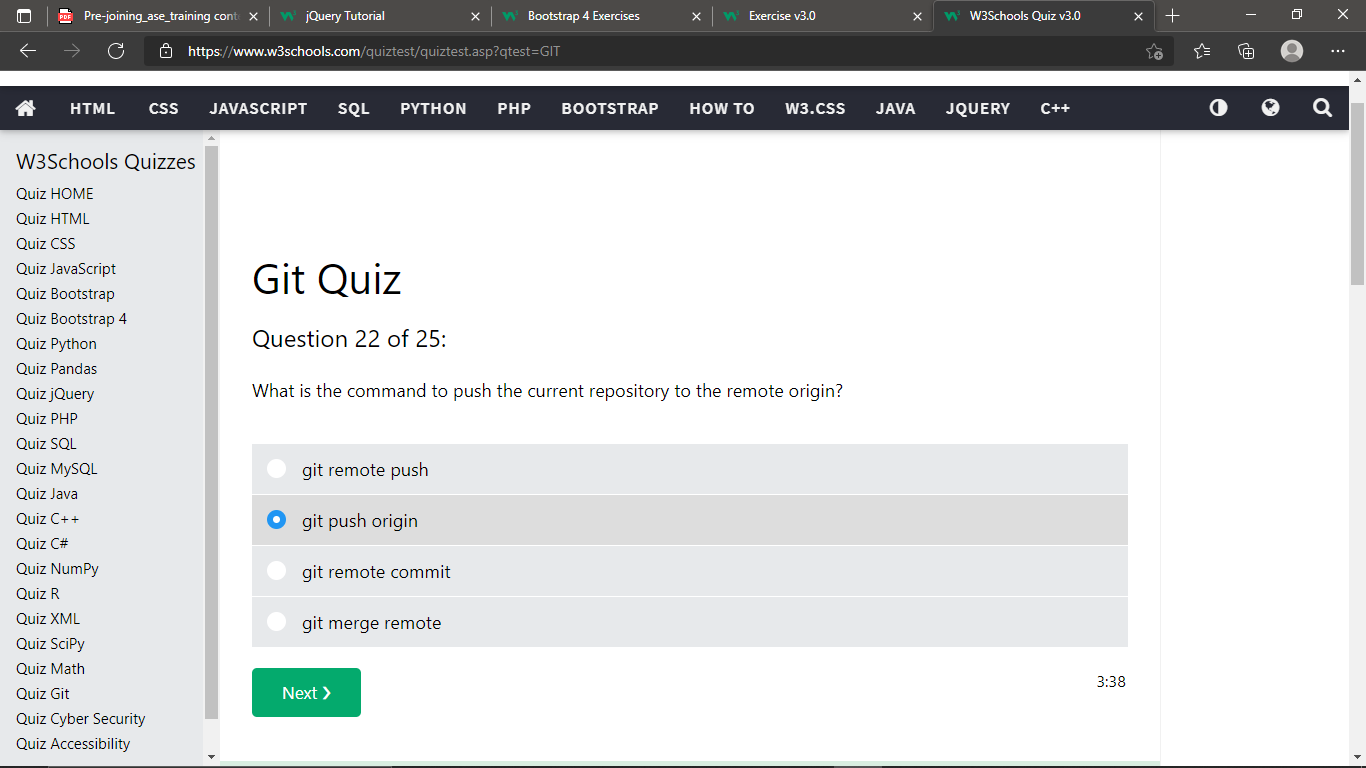 Pre-joining_ase_training cont
jQuery Tutorial
Bootstrap 4 Exercises
Exercise v3.0
W3Schools Quiz v3.0
https://www.w3schools.com/quiztest/quiztest.asp?qtest=GIT
HTML CSS JAVASCRIPT SQL PYTHON PHP BOOTSTRAP HOW TO W3.CSS JAVA JQUERY C++
W3Schools Quizzes
Quiz HOME
Quiz HTML
Quiz CSS
Quiz JavaScript
Quiz Bootstrap
Quiz Bootstrap 4
Quiz Python
Quiz Pandas
Quiz jQuery
Quiz PHP
Quiz SQL
Quiz MySQL
Quiz Java
Quiz C++
Quiz C#
Quiz NumPy
Quiz R
Quiz XML
Quiz SciPy
Quiz Math
Quiz Git
Quiz Cyber Security
Quiz Accessibility
Git Quiz
Question 22 of 25:
What is the command to push the current repository to the remote origin?
git remote push
git push origin
git remote commit
git merge remote
Next ❯
3:38